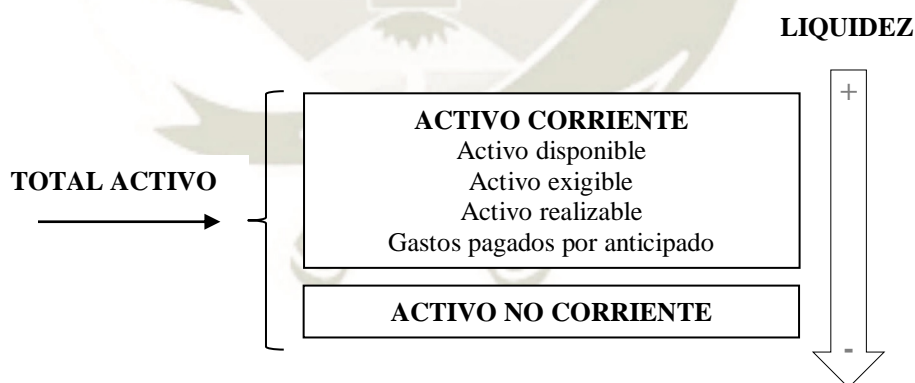 LIQUIDEZ
+
ACTIVO CORRIENTE
Activo disponible
Activo exigible
TOTAL ACTIVO
Activo realizable
Gastos pagados por anticipado
ACTIVO NO CORRIENTE
-